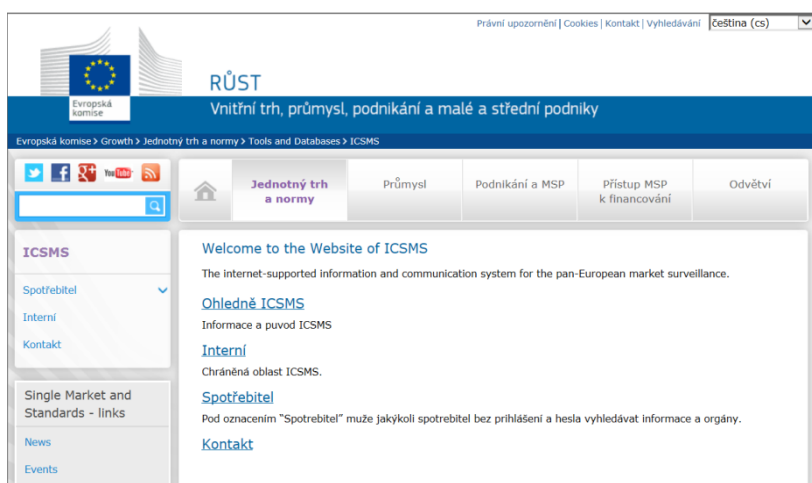 Právní upozornění | Cookies | Kontakt | Vyhledávání čeština (cs)
Evropská
komise
RŮST
Vnitřní trh, průmysl, podnikání a malé a střední podniky
Evropská komise > Growth > Jednotný trh a normy > Tools and Databases > ICSMS
You Tube
Jednotný trh
a normy
Průmysl
Podnikání a MSP
Přístup MSP
k financování
Odvětví
ICSMS
Spotřebitel
Interní
Kontakt
Single Market and
Standards - links
News
Events
Welcome to the Website of ICSMS
The internet-supported information and communication system for the pan-European market surveillance.
Ohledně ICSMS
Informace a puvod ICSMS
Interní
Chráněná oblast ICSMS.
Spotřebitel
Pod oznacením "Spotrebitel" muže jakýkoli spotrebitel bez prihlášení a hesla vyhledávat informace a orgány.
Kontakt